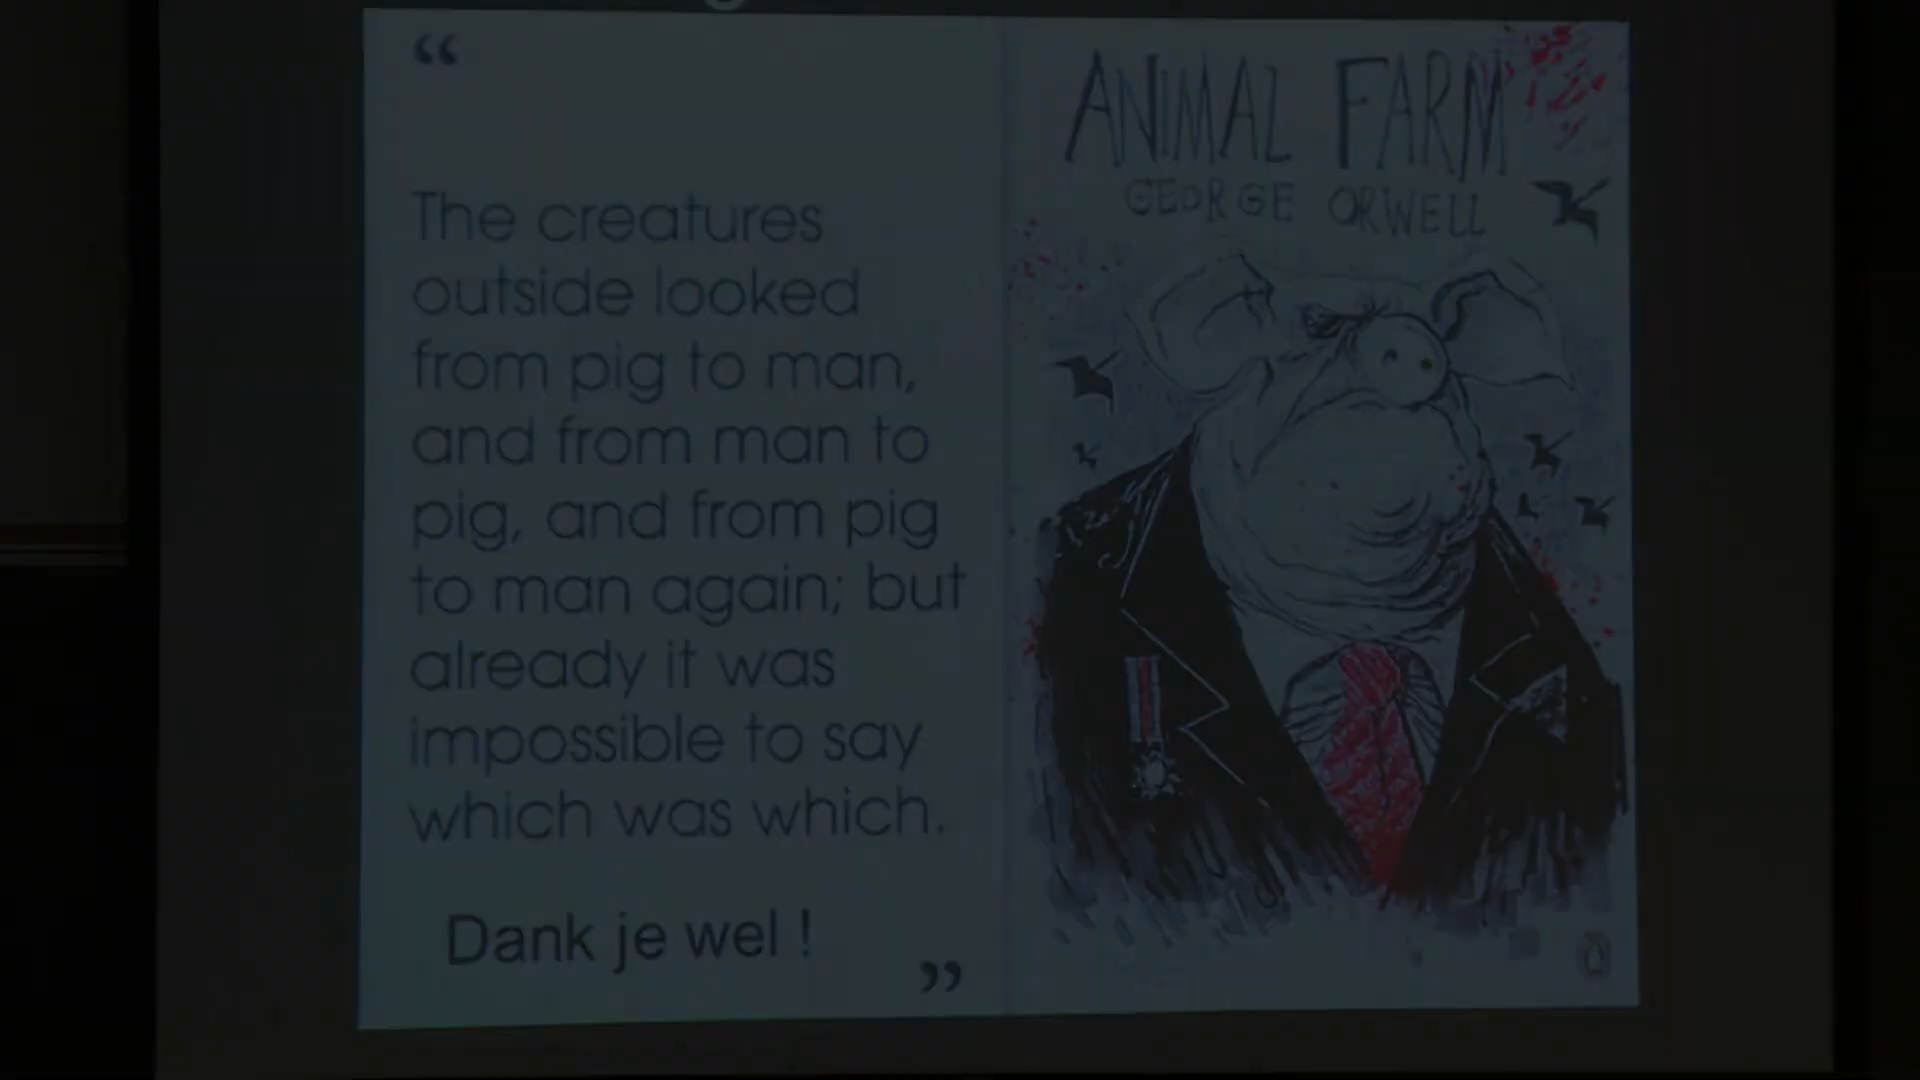 “
The creatures
outside looked
from pig to man,
and from man to
pig, and from pig
to man again; but
already it was
impossible to say
which was which.
Dank je wel !
”
ANIMAL FARM
GEORGE ORWELL